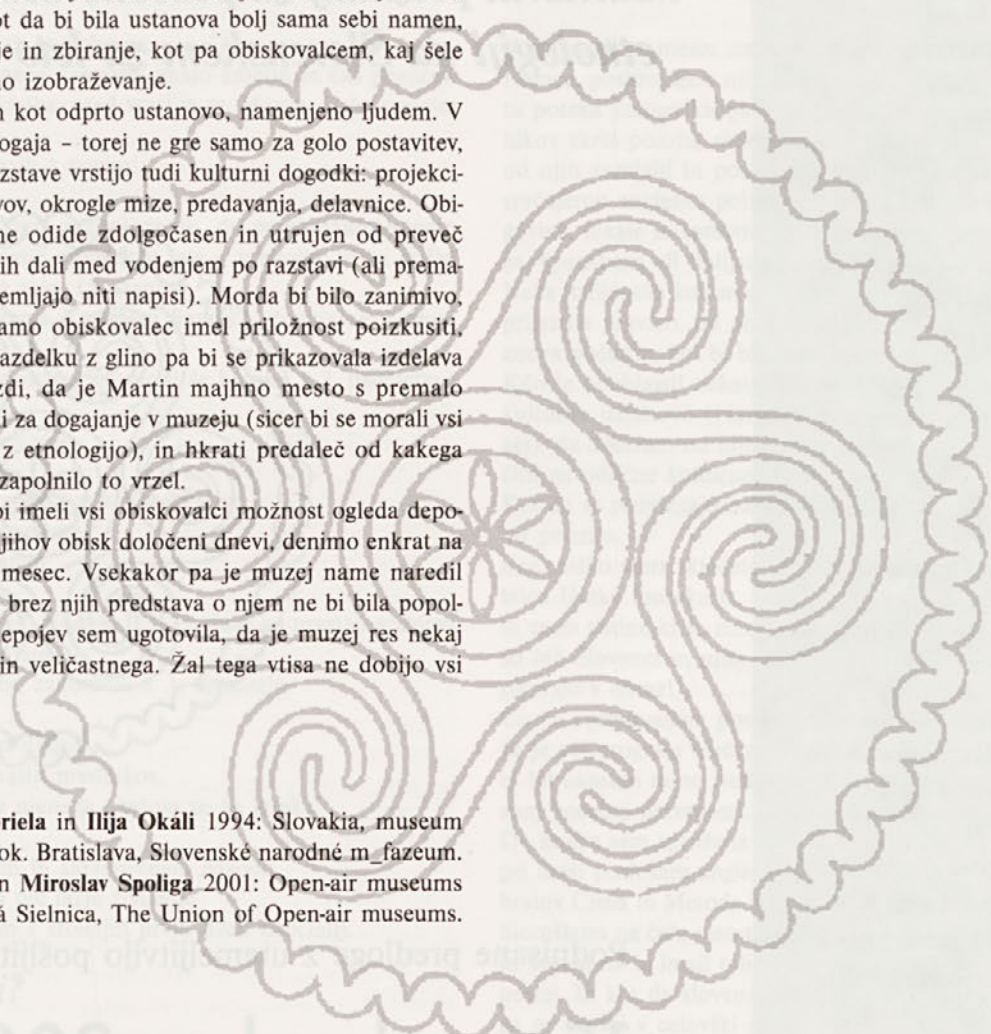 ot da bi bila ustanova bolj sama sebi namen,
je in zbiranje, kot pa obiskovalcem, kaj šele
no izobraževanje.
n kot odprto ustanovo, namenjeno ljudem. V
ogaja – torej ne gre samo za golo postavitev,
zstave vrstijo tudi kulturni dogodki: projekci-
vov, okrogle mize, predavanja, delavnice. Obi-
ne odide zdolgočasen in utrujen od preveč
jih dali med vodenjem po razstavi (ali prema-
emljajo niti napisi). Morda bi bilo zanimivo,
amo obiskovalec imel priložnost poizkusiti,
azdelku z glino pa bi se prikazovala izdelava
zdi, da je Martin majhno mesto s premalo
i za dogajanje v muzeju (sicer bi se morali vsi
z etnologijo), in hkrati predaleč od kakega
zapolnilo to vrzel.
bi imeli vsi obiskovalci možnost ogleda depo-
njihov obisk določeni dnevi, denimo enkrat na
mesec. Vsekakor pa je muzej name naredil
brez njih predstava o njem ne bi bila popol-
epojev sem ugotovila, da je muzej res nekaj
in veličastnega. Žal tega vtisa ne dobijo vsi
riela in Ilija Okáli 1994: Slovakia, museum
ok. Bratislava, Slovenské narodné m_fazeum.
n Miroslav Spoliga 2001: Open-air museums
á Sielnica, The Union of Open-air museums.
Podpisane predloge z utemeljitvijo pošljit